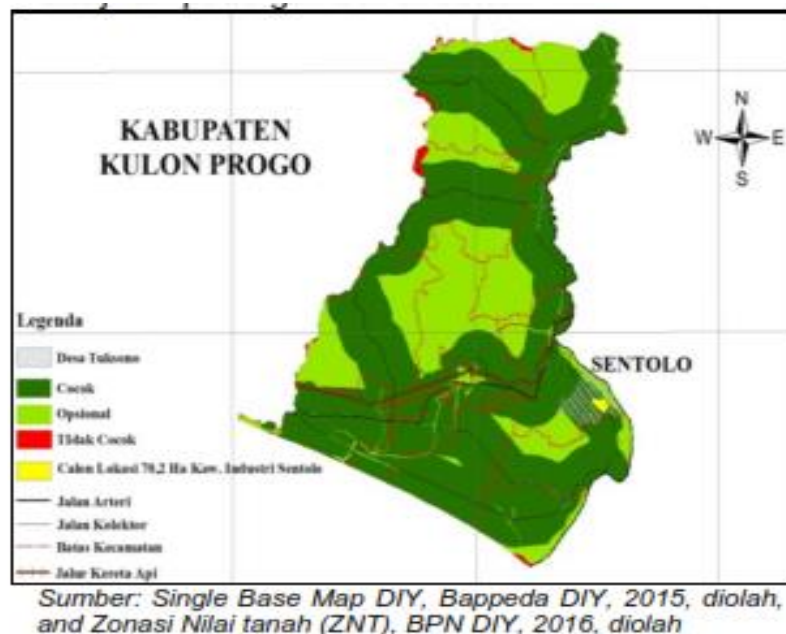 KABUPATEN
KULON PROGO
N
W E
S
SENTOLO
Legenda
Desa Tuksono
Cocok
Opsional
Tidak Cocok
Calon Lokasi 70,2 Ha Kaw. Industri Sentolo
Jalan Arteri
Jalan Kolektor
Batas Kecamatan
Jalur Kereta Api
Sumber: Single Base Map DIY, Bappeda DIY, 2015, diolah,
and Zonasi Nilai tanah (ZNT), BPN DIY, 2016, diolah